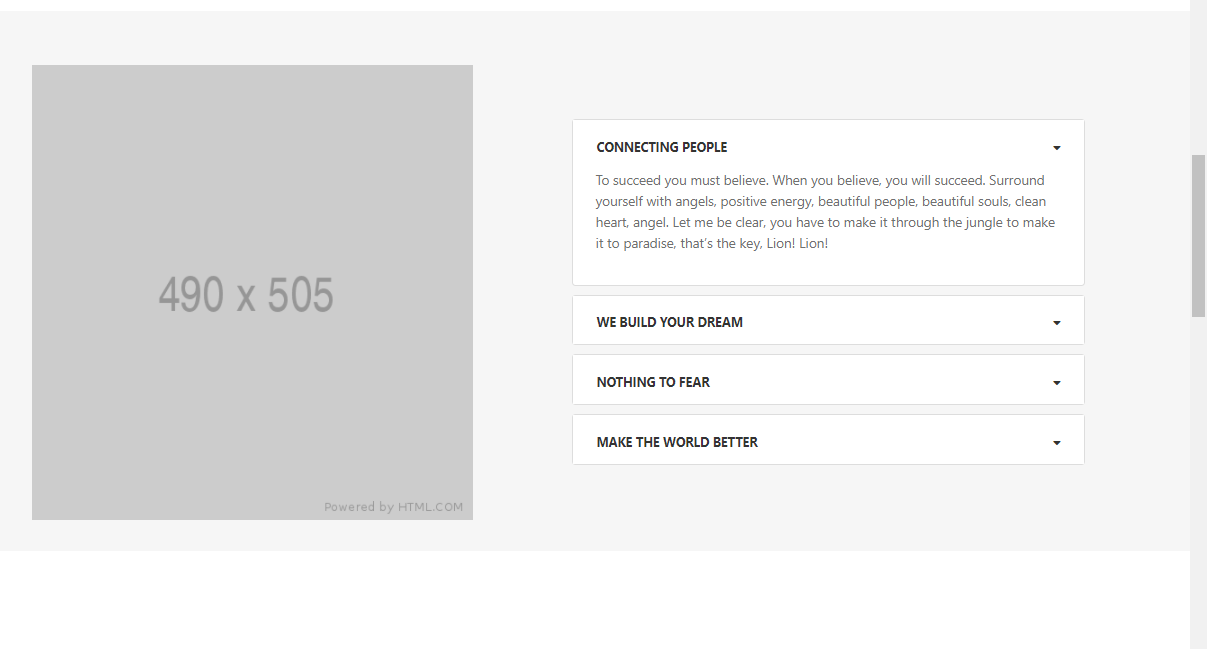 490 x 505
Powered by HTML.COM
CONNECTING PEOPLE
To succeed you must believe. When you believe, you will succeed. Surround
yourself with angels, positive energy, beautiful people, beautiful souls, clean
heart, angel. Let me be clear, you have to make it through the jungle to make
it to paradise, that's the key, Lion! Lion!
WE BUILD YOUR DREAM
NOTHING TO FEAR
MAKE THE WORLD BETTER